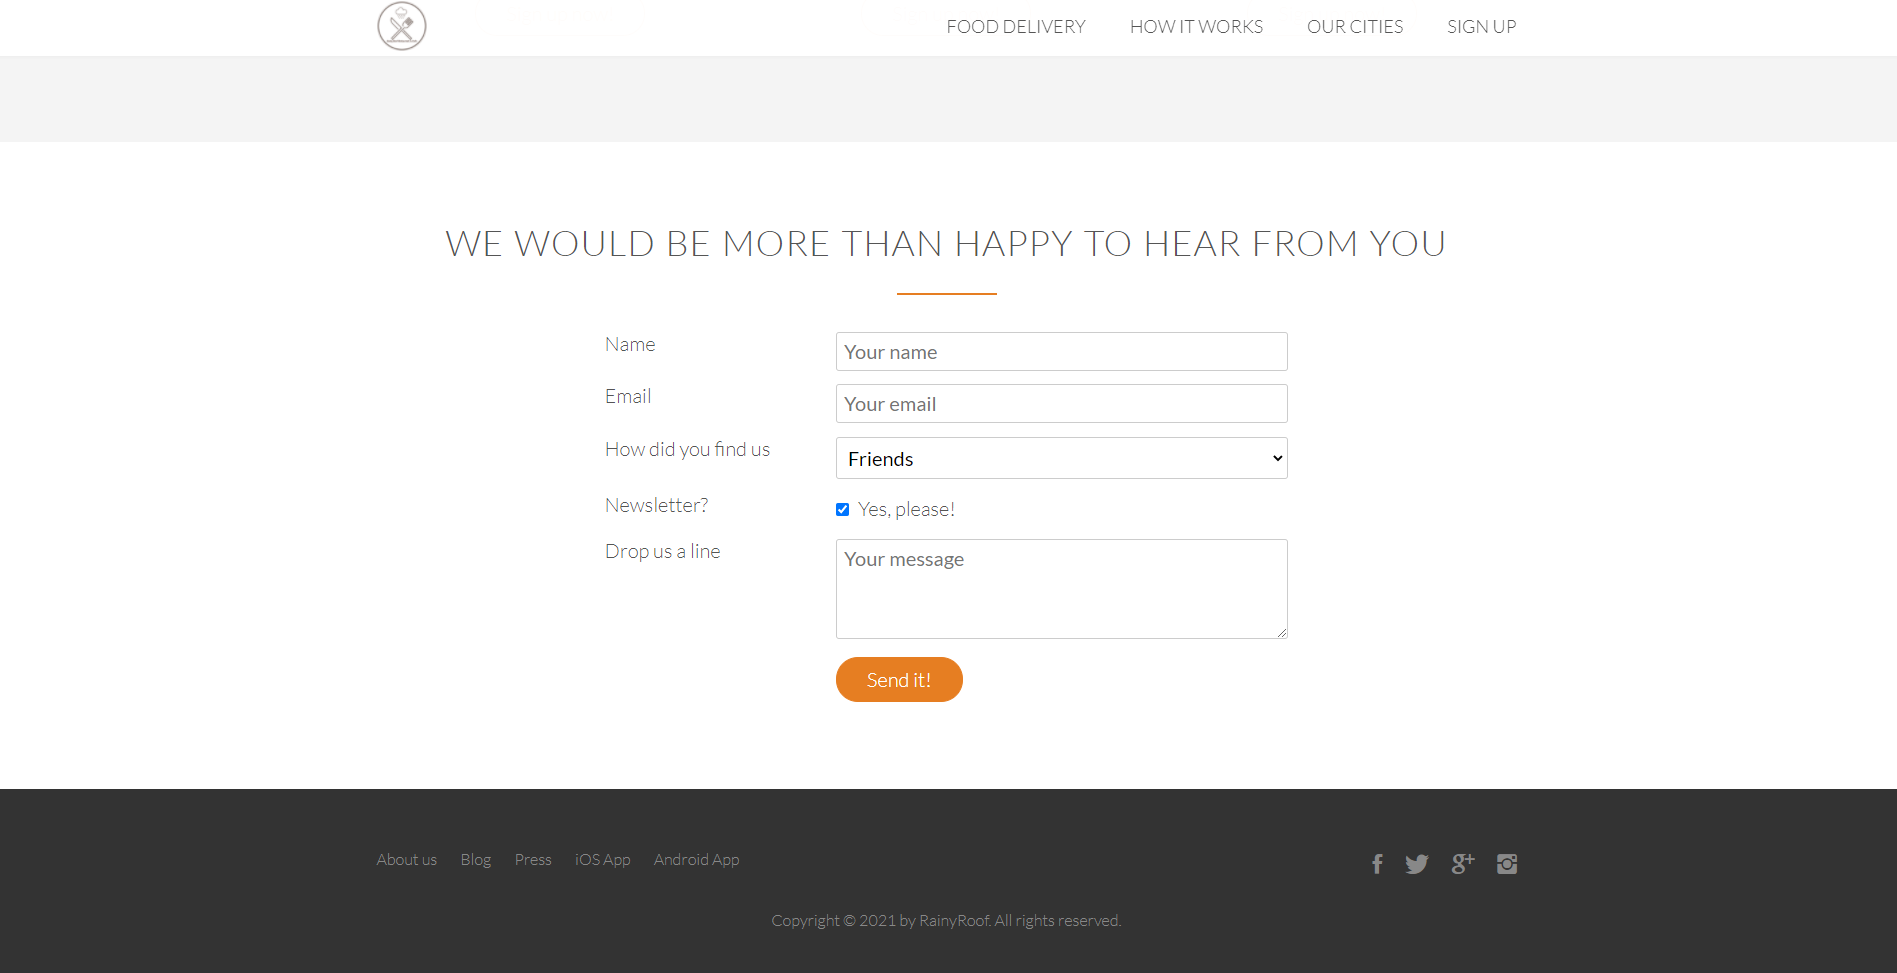 FOOD DELIVERY HOW IT WORKS OUR CITIES SIGN UP
WE WOULD BE MORE THAN HAPPY TO HEAR FROM YOU
Name
Your name
Email
Your email
How did you find us
Friends
Newsletter?
Yes, please!
Drop us a line
Your message
Send it!
About us Blog Press iOS App Android App
Copyright © 2021 by RainyRoof. All rights reserved.